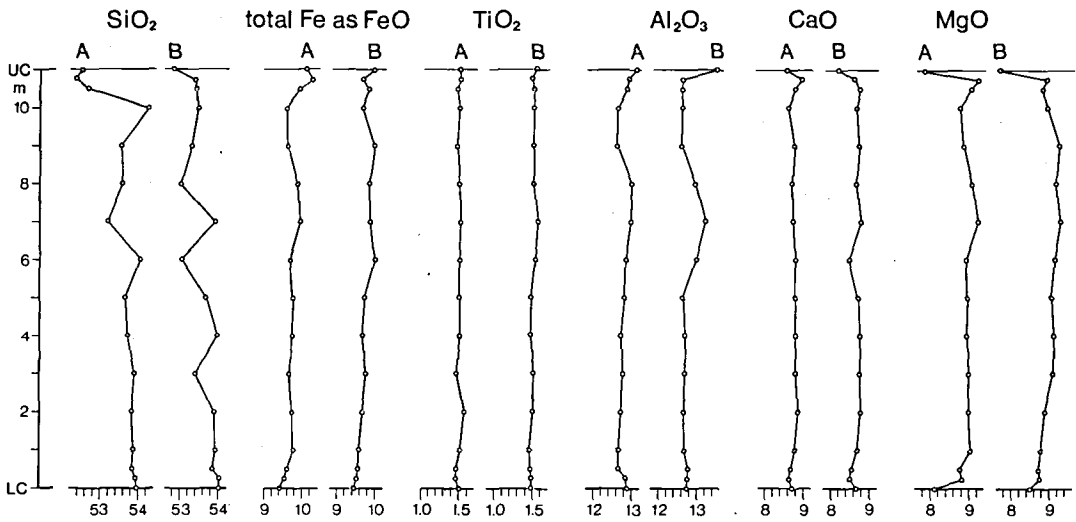 SiO₂ total Fe as FeO TiO₂ Al₂O₃ CaO MgO
A B A B A B A B A B A B
UC
m
10
8
6
4
2
LC
53 54 53 54 9 10 9 10 1.0 1.5 1.0 1.5 12 13 12 13 8 9 8 9 8 9 8 9